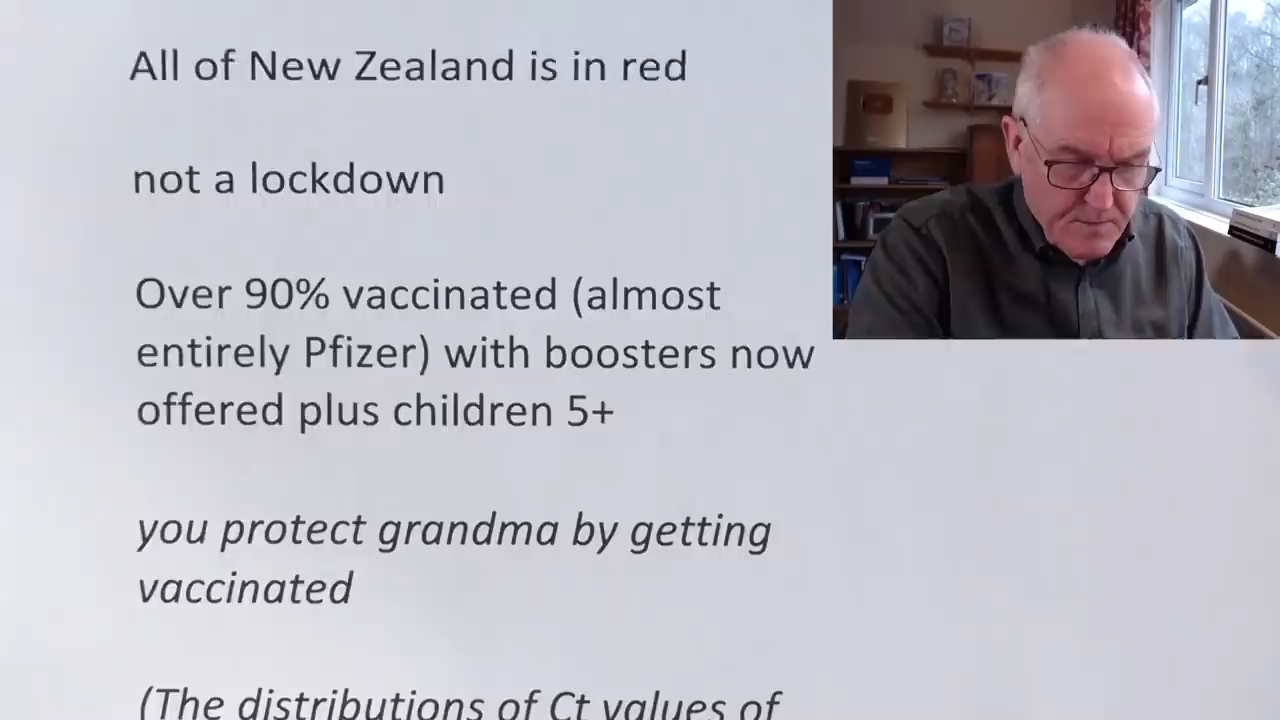 All of New Zealand is in red
not a lockdown
Over 90% vaccinated (almost
entirely Pfizer) with boosters now
offered plus children 5+
you protect grandma by getting
vaccinated
(The distributions of Ct values of